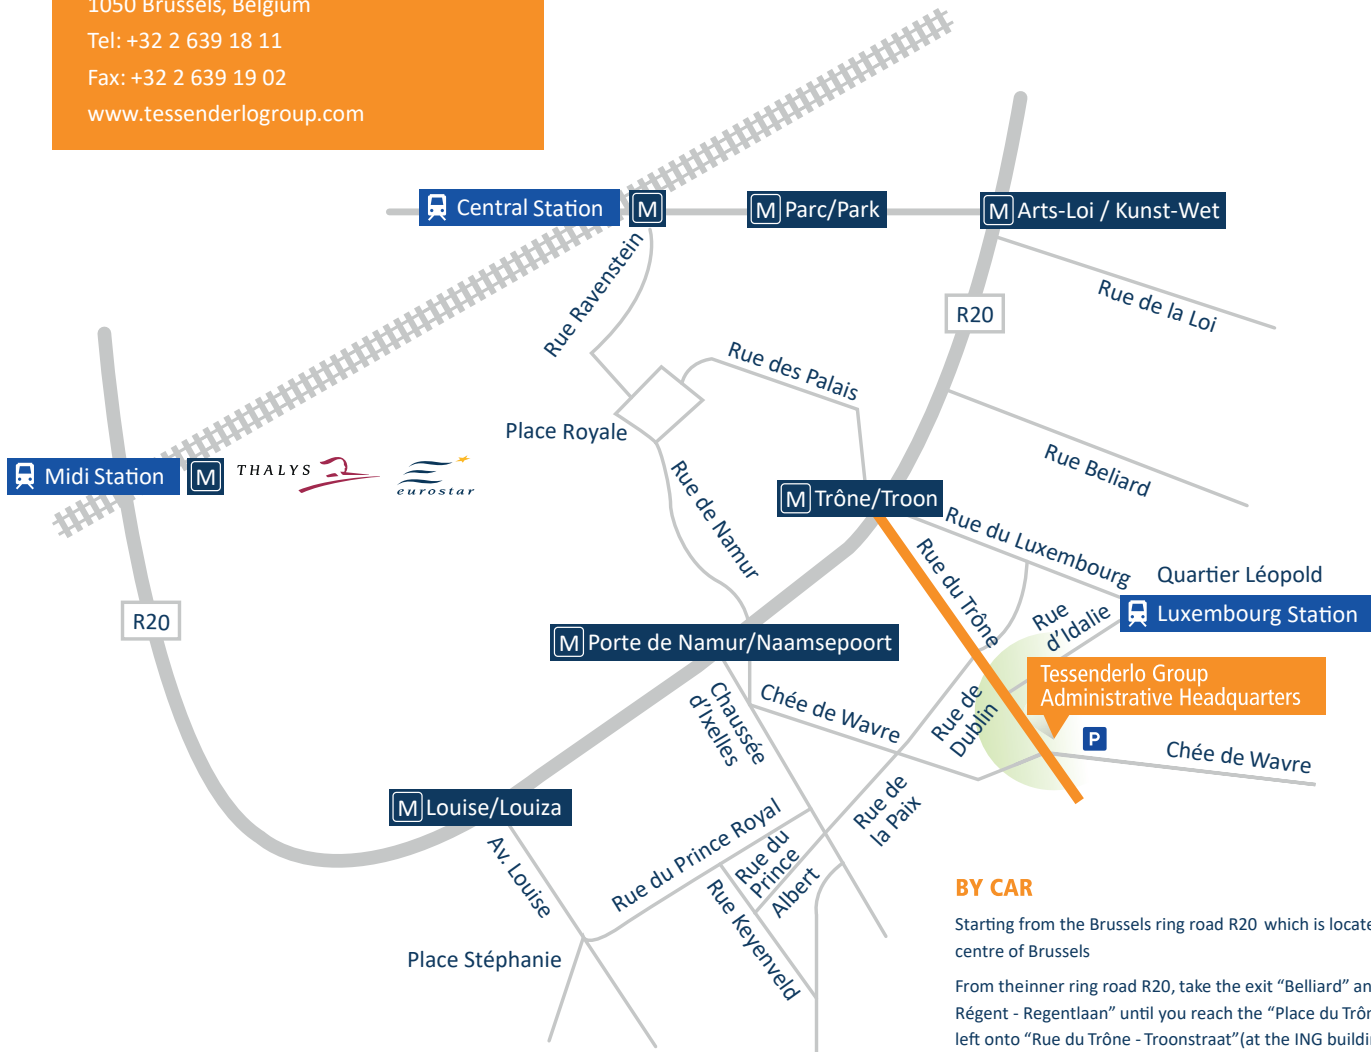 1050 Brussels, Belgium
Tel: +32 2 639 18 11
Fax: +32 2 639 19 02
www.tessenderlogroup.com
Central Station
M
M Parc/Park
M Arts-Loi / Kunst-Wet
Rue Ravenstein
Rue de la Loi
R20
Rue des Palais
Place Royale
Rue Beliard
Midi Station
M
THALYS
eurostar
Rue de Namur
M Trône/Troon
Rue du Luxembourg
Rue du Trône
Quartier Léopold
Luxembourg Station
Rue
d'Idalie
R20
M Porte de Namur/Naamsepoort
Tessenderlo Group
Administrative Headquarters
Chaussée
d'Ixelles
Chée de Wavre
Rue de
Dublin
P
Chée de Wavre
M Louise/Louiza
Rue de
la Paix
Av. Louise
Rue du Prince Royal
Rue du
Prince
Albert
Rue Keyenveld
Place Stéphanie
BY CAR
Starting from the Brussels ring road R20 which is locate
centre of Brussels
From theinner ring road R20, take the exit “Belliard” an
Régent - Regentlaan” until you reach the “Place du Trôn
left onto “Rue du Trône - Troonstraat”(at the ING buildin